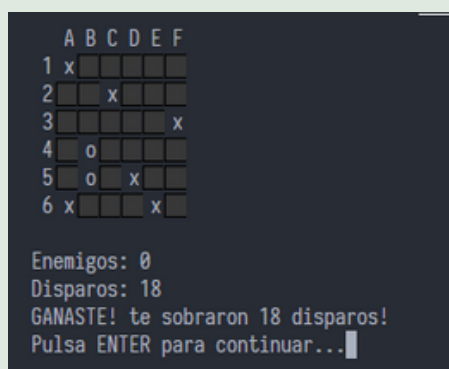 A B C D E F
1 x
2 x
3 x
4 o
5 o x
6 x x
Enemigos: 0
Disparos: 18
GANASTE! te sobraron 18 disparos!
Pulsa ENTER para continuar...